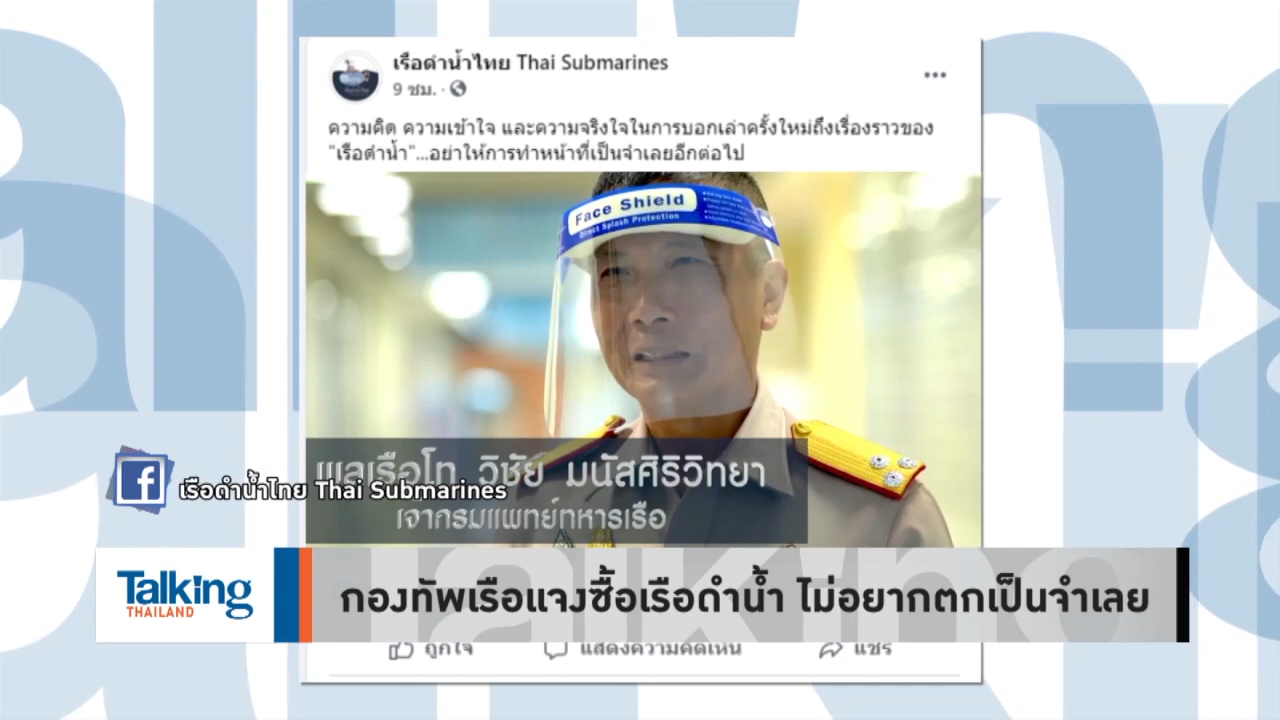 เรือดำน้ำไทย Thai Submarines
9 ชม.
ความคิด ความเข้าใจ และความจริงใจในการบอกเล่าครั้งใหม่ถึงเรื่องราวของ
"เรือดำน้ำ"...อย่าให้การทำหน้าที่เป็นจำเลยอีกต่อไป
Face Shield
Direct Splash Protection
พลเรือโท วิชัย มนัสศิริวิทยา
เจ้ากรมแพทย์ทหารเรือ
เรือดำน้ำไทย Thai Submarines
Talking
THAILAND
กองทัพเรือแจงซื้อเรือดำน้ำ ไม่อยากตกเป็นจำเลย
ถูกใจ แสดงความคิดเห็น แชร์